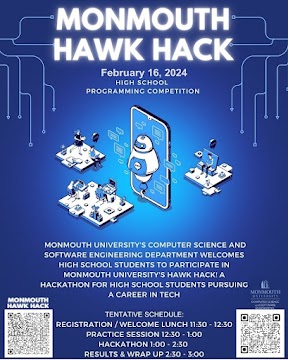 MONMOUTH
HAWK HACK
February 16, 2024
HIGH SCHOOL
PROGRAMMING COMPETITION
MONMOUTH UNIVERSITY'S COMPUTER SCIENCE AND
SOFTWARE ENGINEERING DEPARTMENT WELCOMES
HIGH SCHOOL STUDENTS TO PARTICIPATE IN
MONMOUTH UNIVERSITY'S HAWK HACK: A
HACKATHON FOR HIGH SCHOOL STUDENTS PURSUING
A CAREER IN TECH
MONMOUTH
HAWK HACK
MONMOUTH
UNIVERSITY
TENTATIVE SCHEDULE:
REGISTRATION / WELCOME LUNCH 11:30 - 12:30
PRACTICE SESSION 12:30 - 1:00
HACKATHON 1:00 - 2:30
RESULTS & WRAP UP 2:30 - 3:00